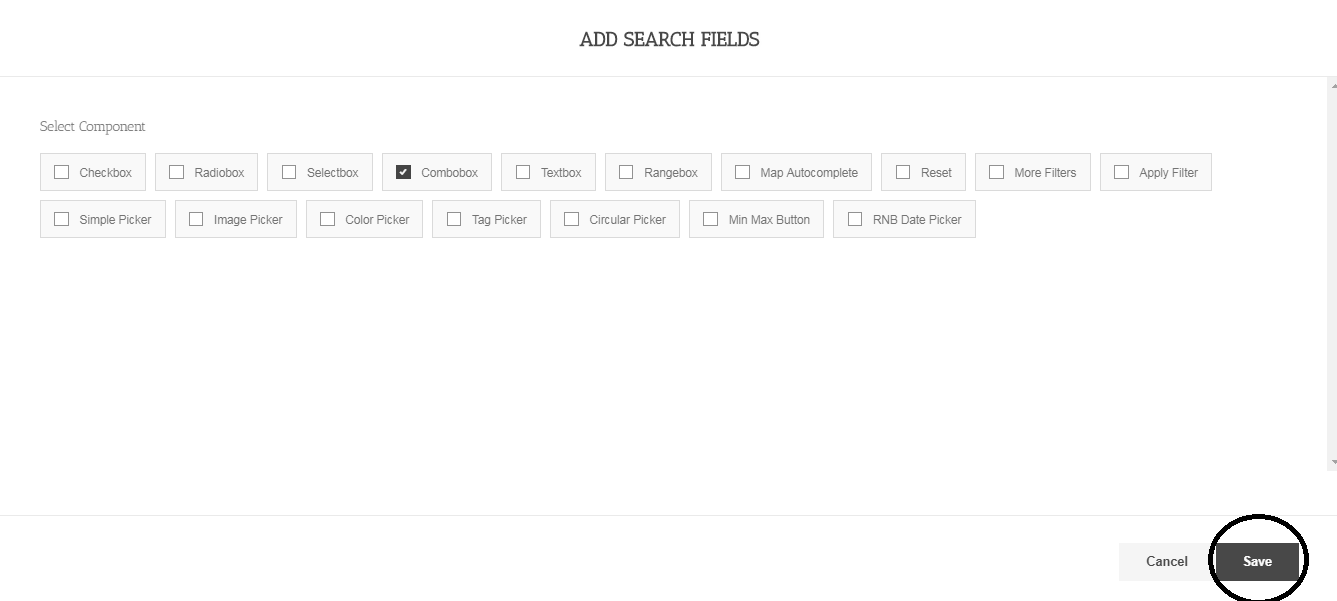 ADD SEARCH FIELDS
Select Component
Checkbox Radiobox Selectbox Combobox Textbox Rangebox Map Autocomplete Reset More Filters Apply Filter
Simple Picker Image Picker Color Picker Tag Picker Circular Picker Min Max Button RNB Date Picker
Cancel Save